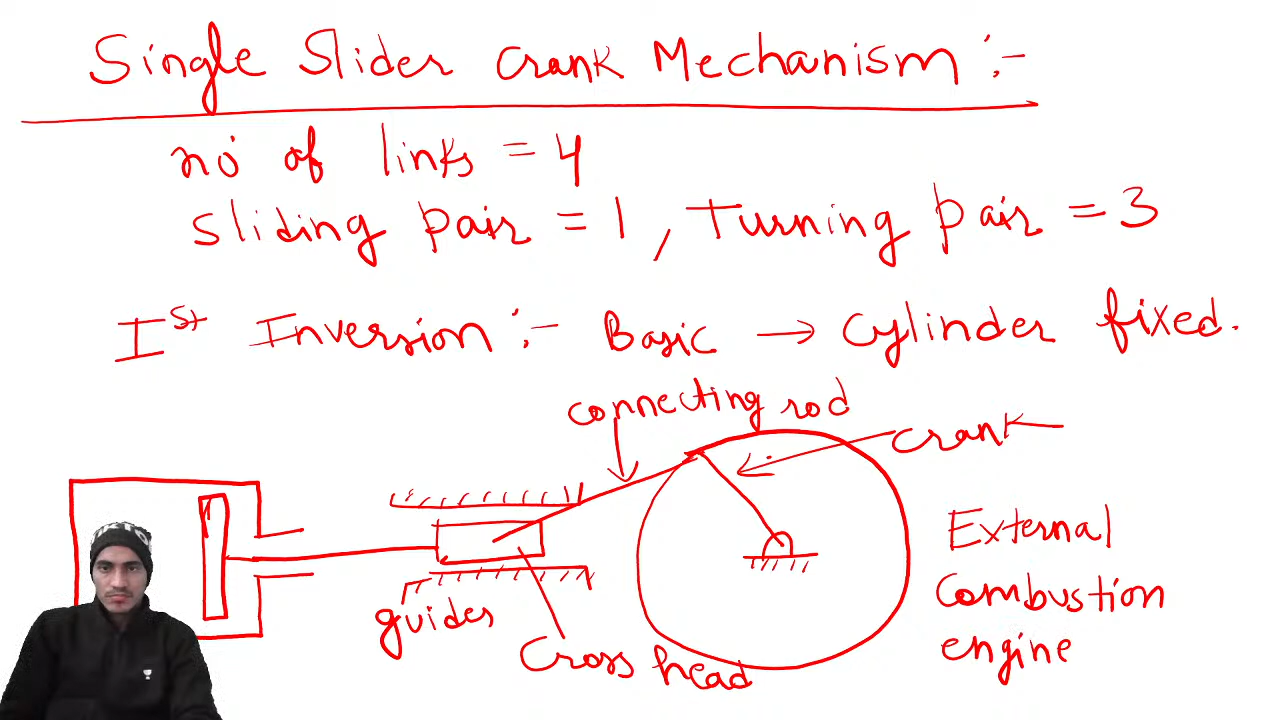 Single Slider Crank Mechanism :-
no of links = 4
sliding pair = 1 , Turning pair = 3
Ist Inversion :- Basic → Cylinder fixed.
connecting rod
crank
External
Combustion
engine
guides
Cross head